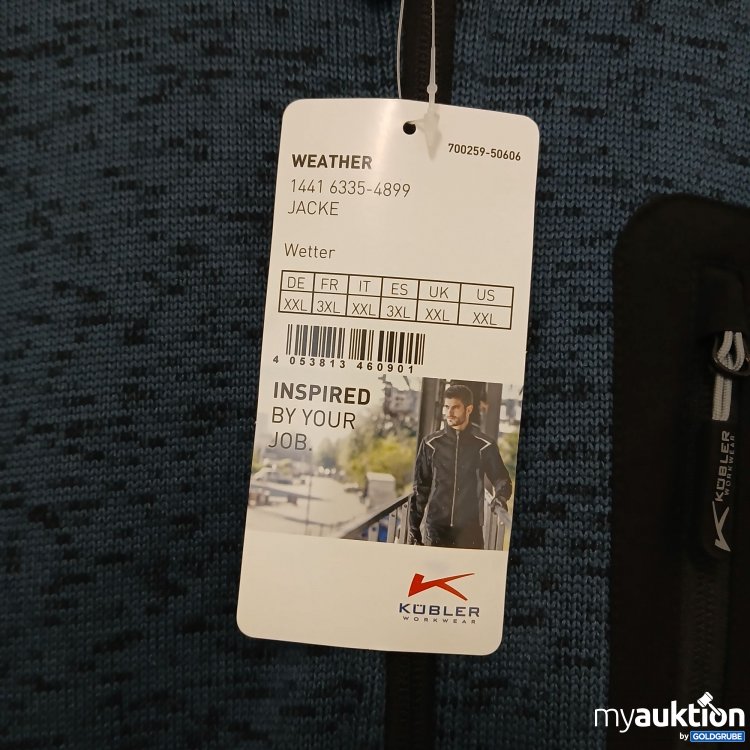 700259-50606
WEATHER
1441 6335-4899
JACKE
Wetter
DE FR IT ES UK US
XXL 3XL XXL 3XL XXL XXL
4 053813 460901
INSPIRED
BY YOUR
JOB.
KÜBLER
WORKWEAR
KÜBLER
WORKWEAR
myauktion
by GOLDGRUBE